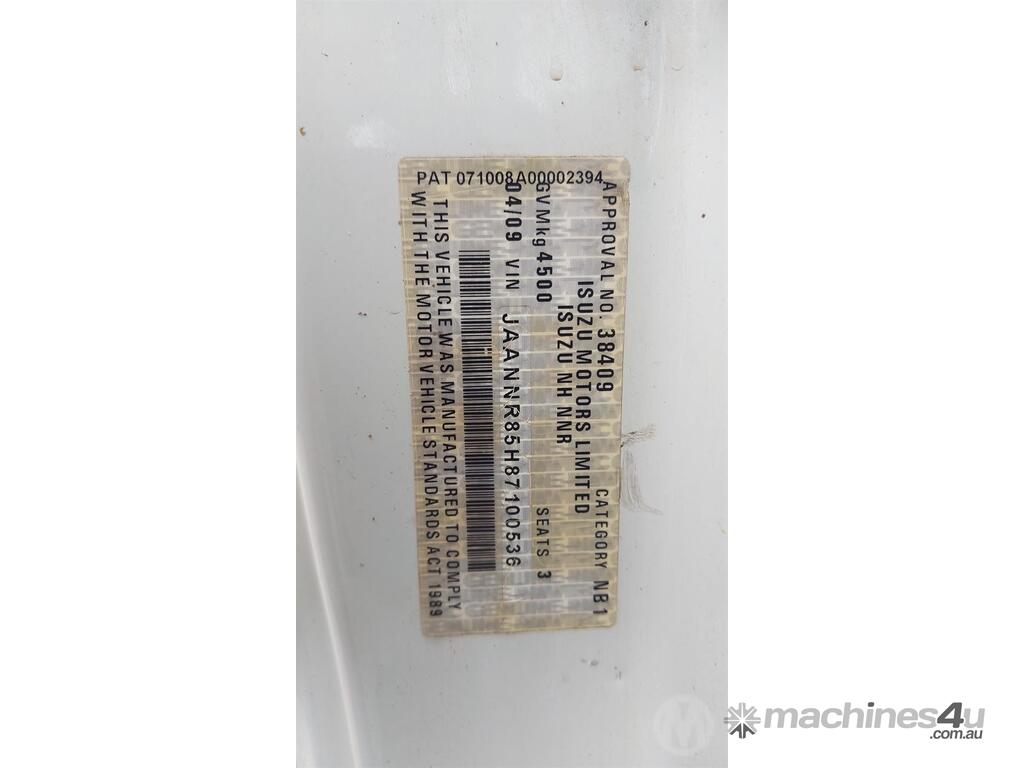 APPROVAL NO. 38409 CATEGORY NB1
ISUZU MOTORS LIMITED
ISUZU NH NNR
GVMkg 4500 SEATS 3
04/09 VIN JAANNR85H87100536
THIS VEHICLE WAS MANUFACTURED TO COMPLY
WITH THE MOTOR VEHICLE STANDARDS ACT 1989
PAT 071008A00002394
machines4u
.com.au